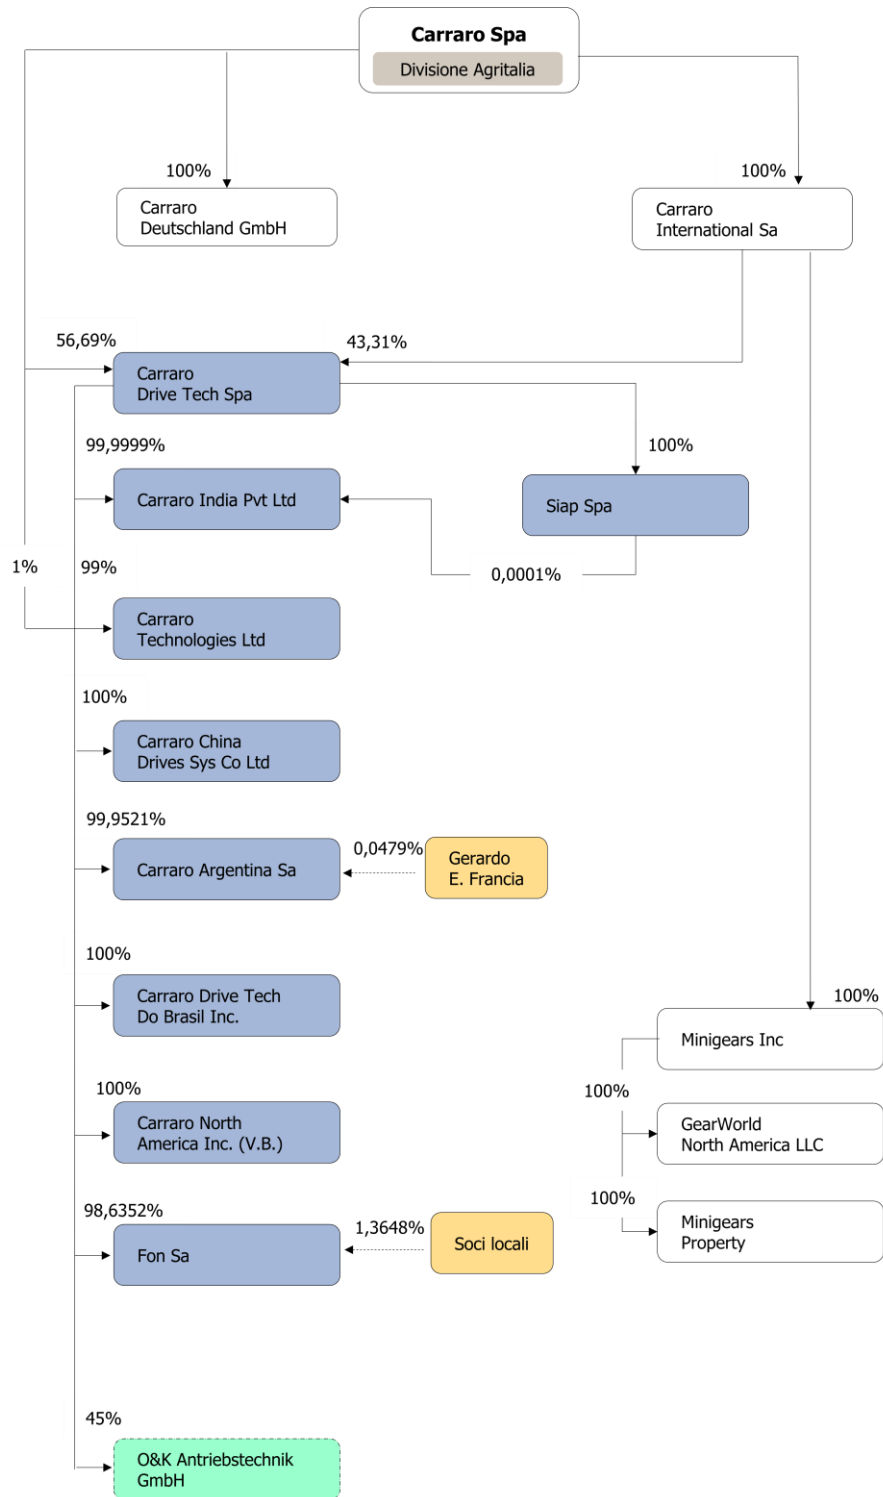 Carraro Spa
Divisione Agritalia
100%
100%
Carraro
Deutschland GmbH
Carraro
International Sa
56,69%
43,31%
Carraro
Drive Tech Spa
99,9999%
100%
Carraro India Pvt Ltd
Siap Spa
1%
99%
0,0001%
Carraro
Technologies Ltd
100%
Carraro China
Drives Sys Co Ltd
99,9521%
0,0479%
Carraro Argentina Sa
Gerardo
E. Francia
100%
Carraro Drive Tech
Do Brasil Inc.
100%
Minigears Inc
100%
Carraro North
America Inc. (V.B.)
100%
GearWorld
North America LLC
98,6352%
1,3648%
Fon Sa
Soci locali
100%
Minigears
Property
45%
O&K Antriebstechnik
GmbH